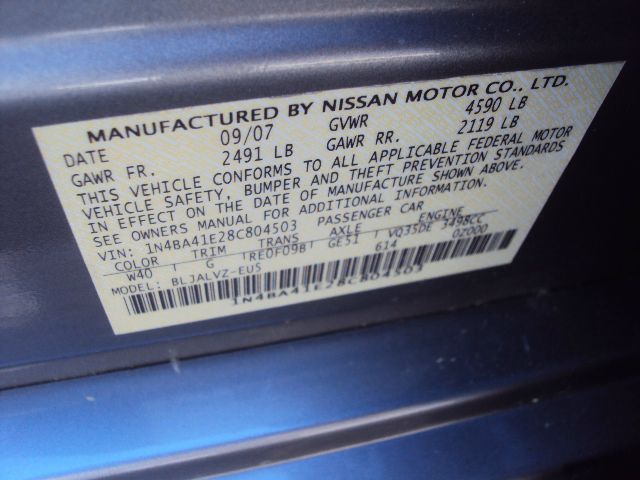 MANUFACTURED BY NISSAN MOTOR CO., LTD.
DATE 09/07 GVWR 4590 LB
GAWR FR. 2491 LB GAWR RR. 2119 LB
THIS VEHICLE CONFORMS TO ALL APPLICABLE FEDERAL MOTOR
VEHICLE SAFETY, BUMPER AND THEFT PREVENTION STANDARDS
IN EFFECT ON THE DATE OF MANUFACTURE SHOWN ABOVE.
SEE OWNERS MANUAL FOR ADDITIONAL INFORMATION.
VIN: 1N4BA41E28C804503 PASSENGER CAR
COLOR TRIM TRANS AXLE ENGINE
W40 G RE0F09B GE51 VQ35DE 3498CC
614 0Z000
MODEL: BLJALVZ-EUS
1N4BA41E28C804503